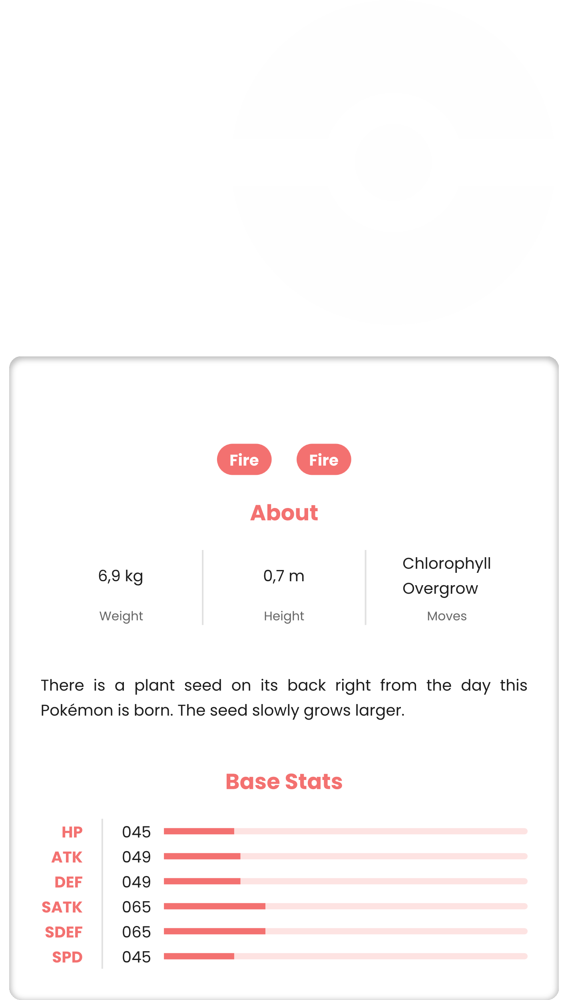 Fire Fire
About
6,9 kg
0,7 m
Chlorophyll
Overgrow
Weight
Height
Moves
There is a plant seed on its back right from the day this
Pokémon is born. The seed slowly grows larger.
Base Stats
HP 045
ATK 049
DEF 049
SATK 065
SDEF 065
SPD 045